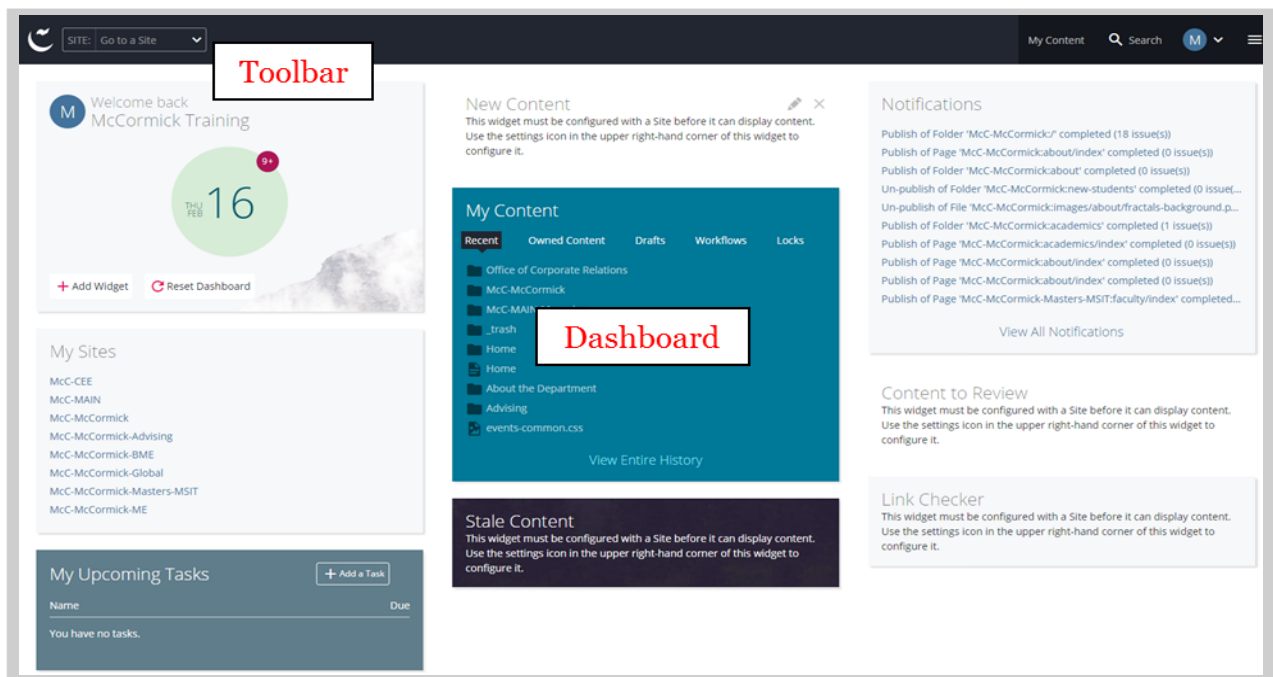 SITE: Go to a Site
My Content
Search
M
Toolbar
M
Welcome back
McCormick Training
9+
THU
FEB
16
Add Widget
Reset Dashboard
My Sites
McC-CEE
McC-MAIN
McC-McCormick
McC-McCormick-Advising
McC-McCormick-BME
McC-McCormick-Global
McC-McCormick-Masters-MSIT
McC-McCormick-ME
My Upcoming Tasks
Add a Task
Name Due
You have no tasks.
New Content
This widget must be configured with a Site before it can display content.
Use the settings icon in the upper right-hand corner of this widget to
configure it.
My Content
Recent Owned Content Drafts Workflows Locks
Office of Corporate Relations
McC-McCormick
_trash
Home
Home
About the Department
Advising
events-common.css
Dashboard
View Entire History
Stale Content
This widget must be configured with a Site before it can display content.
Use the settings icon in the upper right-hand corner of this widget to
configure it.
Notifications
Publish of Folder 'McC-McCormick:/' completed (18 issue(s))
Publish of Page 'McC-McCormick:about/index' completed (0 issue(s))
Publish of Folder 'McC-McCormick:about' completed (0 issue(s))
Un-publish of Folder 'McC-McCormick:new-students' completed (0 issue(...
Un-publish of File 'McC-McCormick:images/about/fractals-background.p...
Publish of Folder 'McC-McCormick:academics' completed (1 issue(s))
Publish of Page 'McC-McCormick:academics/index' completed (0 issue(s))
Publish of Page 'McC-McCormick:about/index' completed (0 issue(s))
Publish of Page 'McC-McCormick:about/index' completed (0 issue(s))
Publish of Page 'McC-McCormick-Masters-MSIT:faculty/index' completed...
View All Notifications
Content to Review
This widget must be configured with a Site before it can display content.
Use the settings icon in the upper right-hand corner of this widget to
configure it.
Link Checker
This widget must be configured with a Site before it can display content.
Use the settings icon in the upper right-hand corner of this widget to
configure it.